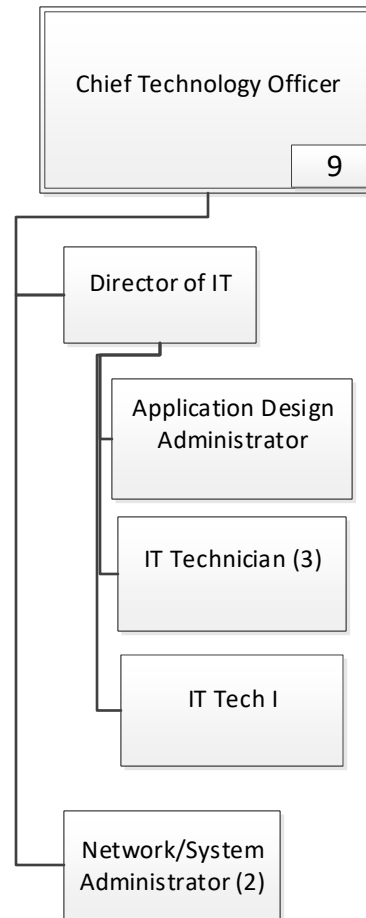 Chief Technology Officer
9
Director of IT
Application Design
Administrator
IT Technician (3)
IT Tech I
Network/System
Administrator (2)